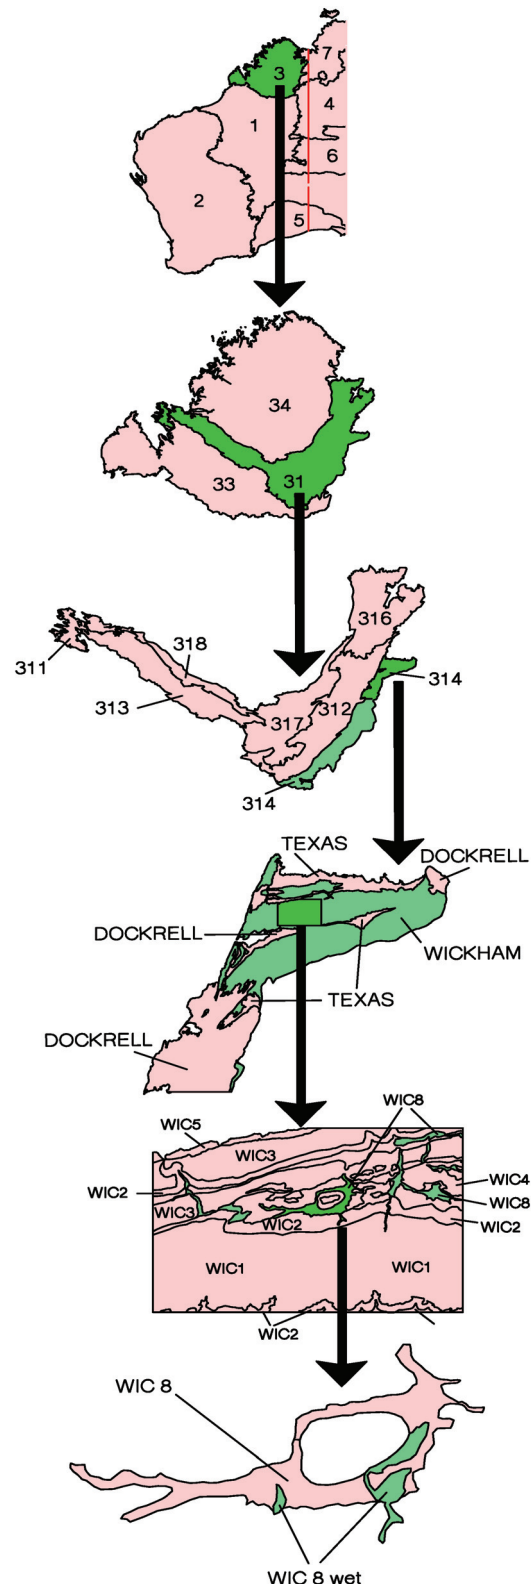 7
3
9
4
1
6
2
5
34
33
31
316
318
311
314
313
312
317
314
TEXAS
DOCKRELL
DOCKRELL
WICKHAM
TEXAS
DOCKRELL
WIC8
WIC5
WIC3
WIC4
WIC2
WIC8
WIC3
WIC2
WIC2
WIC1
WIC1
WIC2
WIC 8
WIC 8 wet